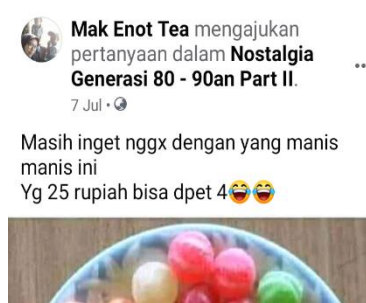 Mak Enot Tea mengajukan
pertanyaan dalam Nostalgia
Generasi 80 - 90an Part II.
7 Jul •
Masih inget nggx dengan yang manis
manis ini
Yg 25 rupiah bisa dpet 4😂😂